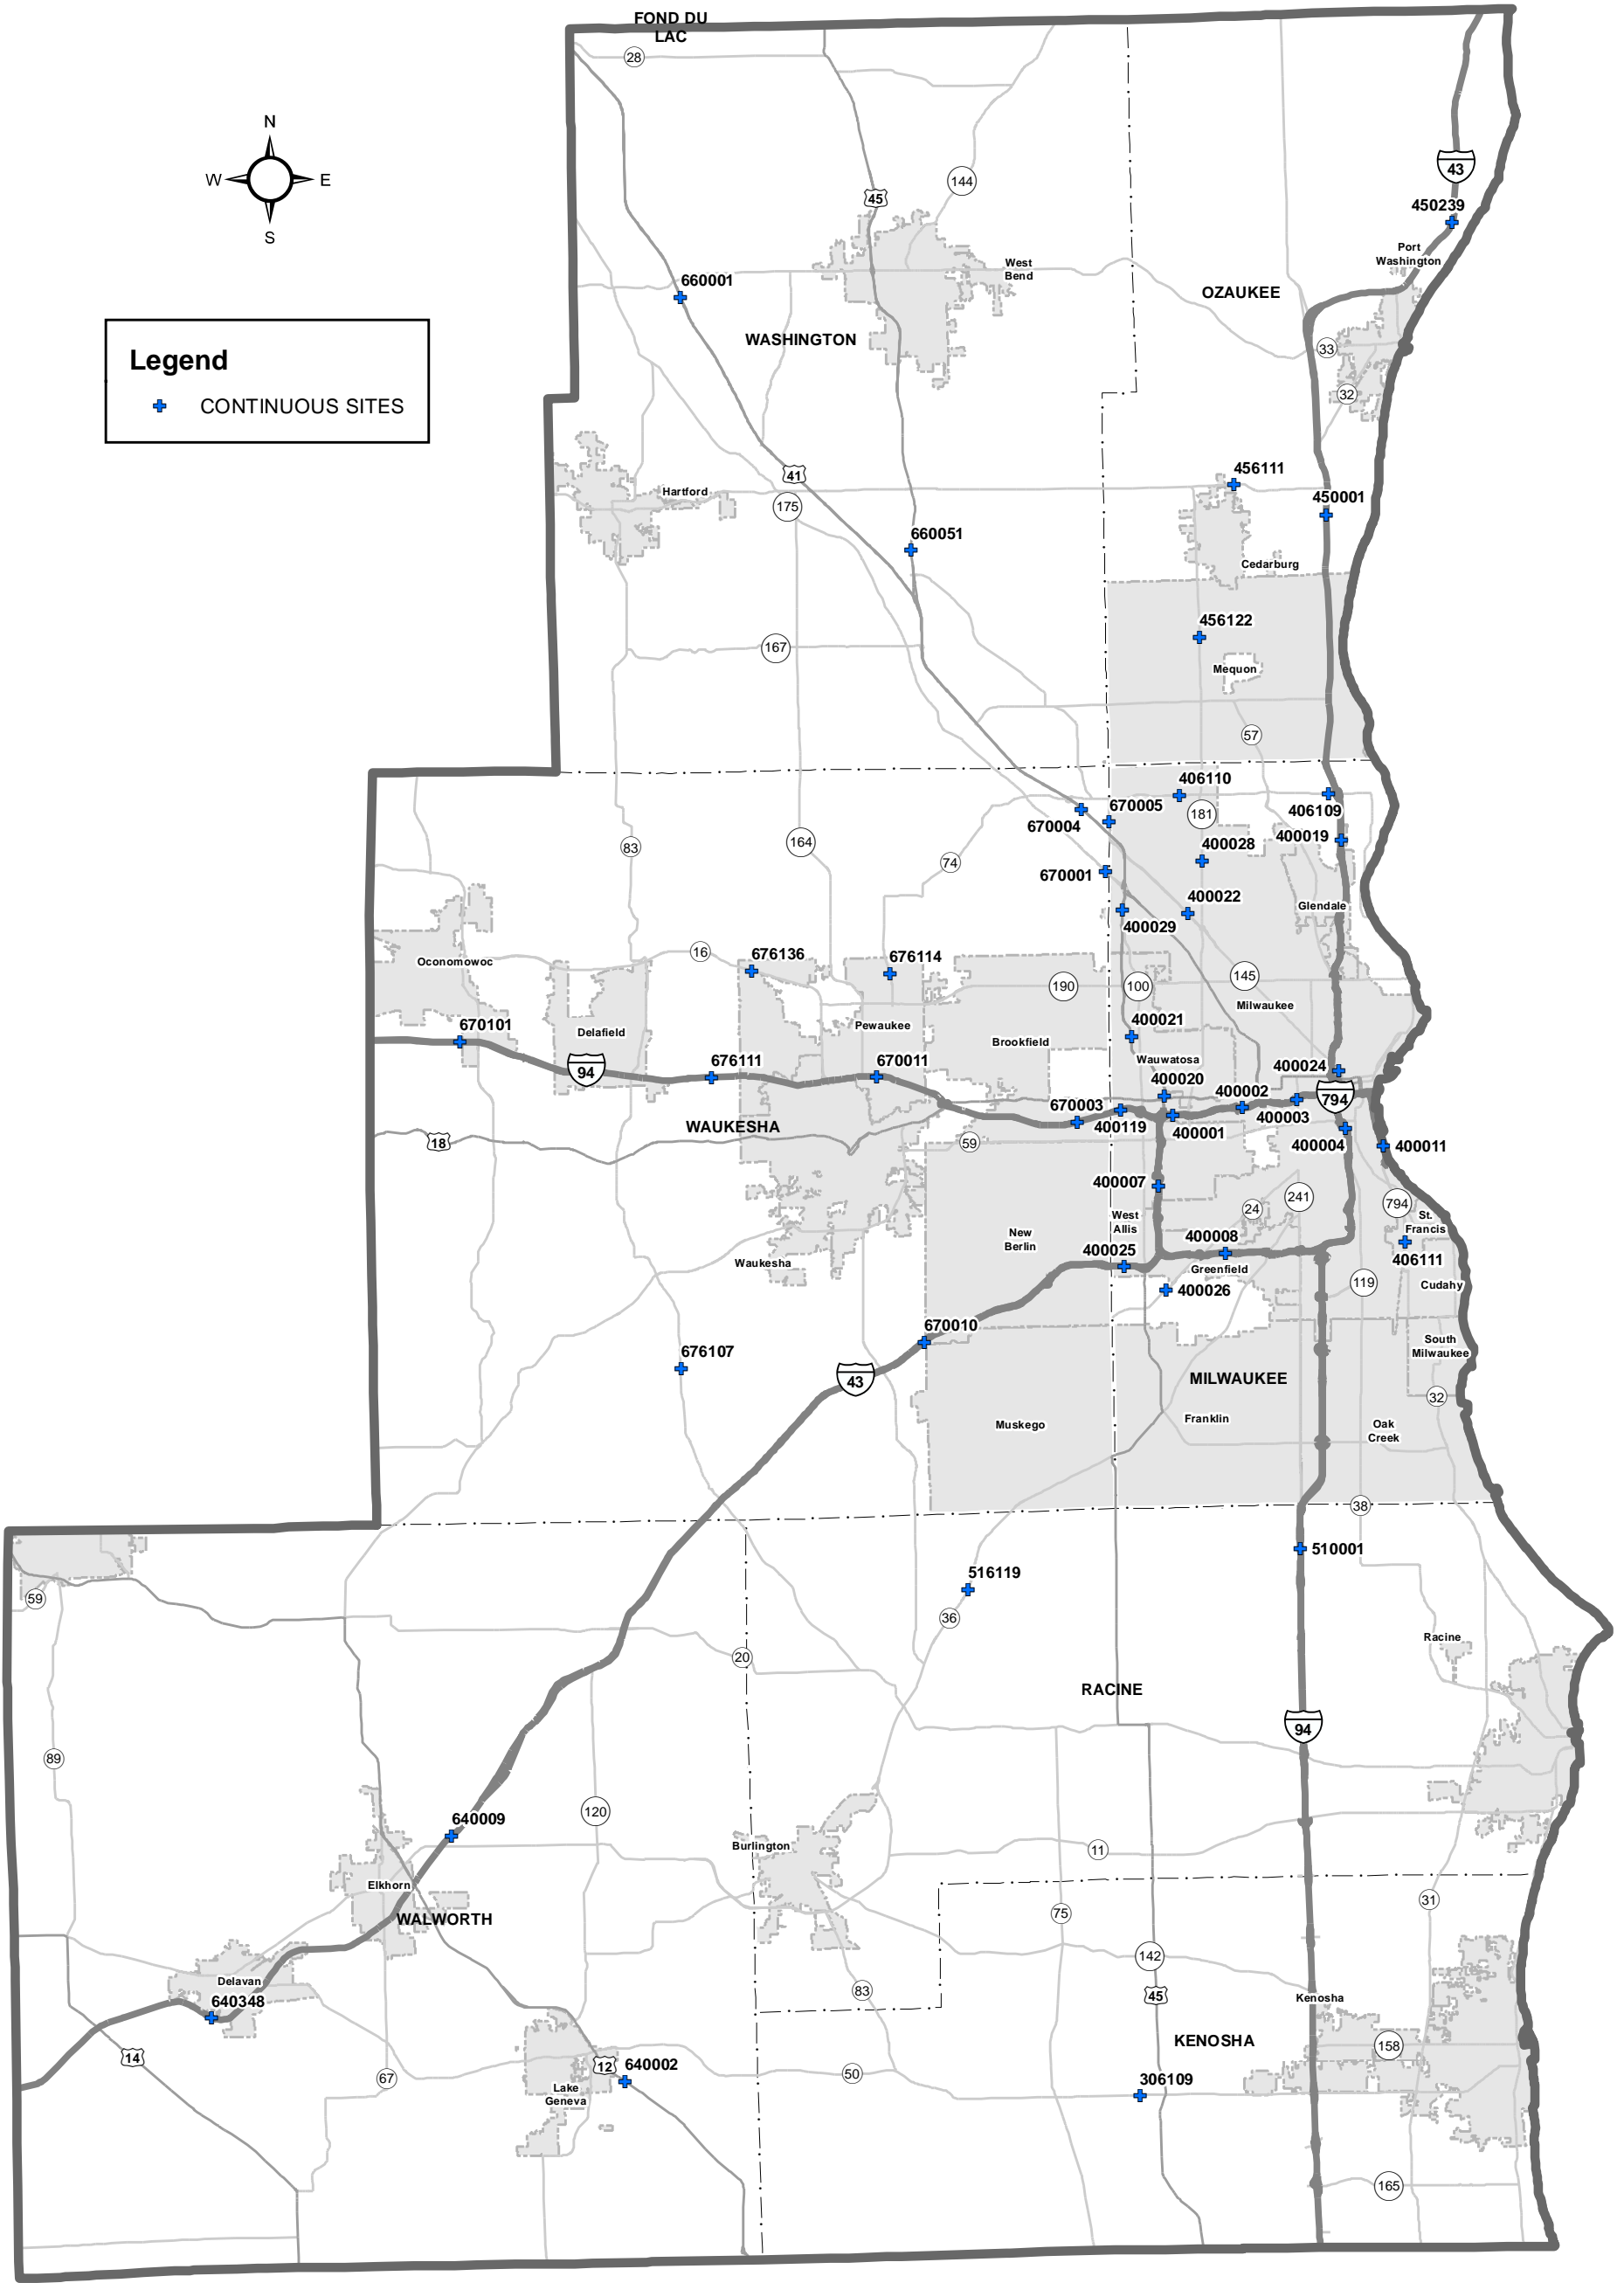 FOND DU
LAC
28
N
W
E
S
43
144
45
450239
Port
Washington
West
Bend
660001
OZAUKEE
WASHINGTON
33
Legend
CONTINUOUS SITES
32
41
456111
Hartford
450001
175
660051
Cedarburg
456122
167
Mequon
57
406110
670005
406109
181
670004
400019
83
164
400028
74
670001
400022
Glendale
400029
16
676136
676114
Oconomowoc
145
190
100
Milwaukee
670101
Delafield
Pewaukee
400021
Brookfield
Wauwatosa
94
676111
670011
400024
400020
400002
794
670003
400003
400119
400001
WAUKESHA
18
59
400004
400011
400007
241
794
24
West
Allis
St.
Francis
New
Berlin
400008
400025
406111
Waukesha
Greenfield
119
Cudahy
400026
670010
South
Milwaukee
676107
43
MILWAUKEE
32
Muskego
Franklin
Oak
Creek
38
510001
516119
59
36
Racine
20
RACINE
94
89
120
640009
Burlington
11
Elkhorn
31
WALWORTH
75
142
Delavan
83
45
Kenosha
640348
KENOSHA
158
14
12
640002
67
50
306109
Lake
Geneva
165